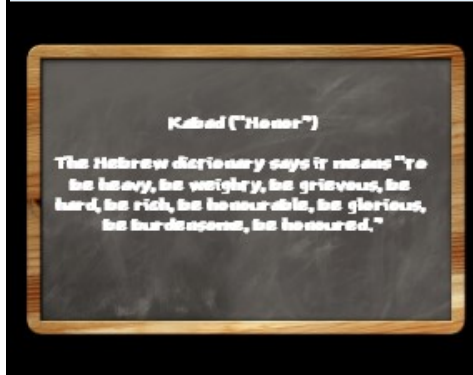 Kabad ("Honor")
The Hebrew dictionary says it means "to
be heavy, be weighty, be grievous, be
hard, be rich, be honourable, be glorious,
be burdensome, be honoured."